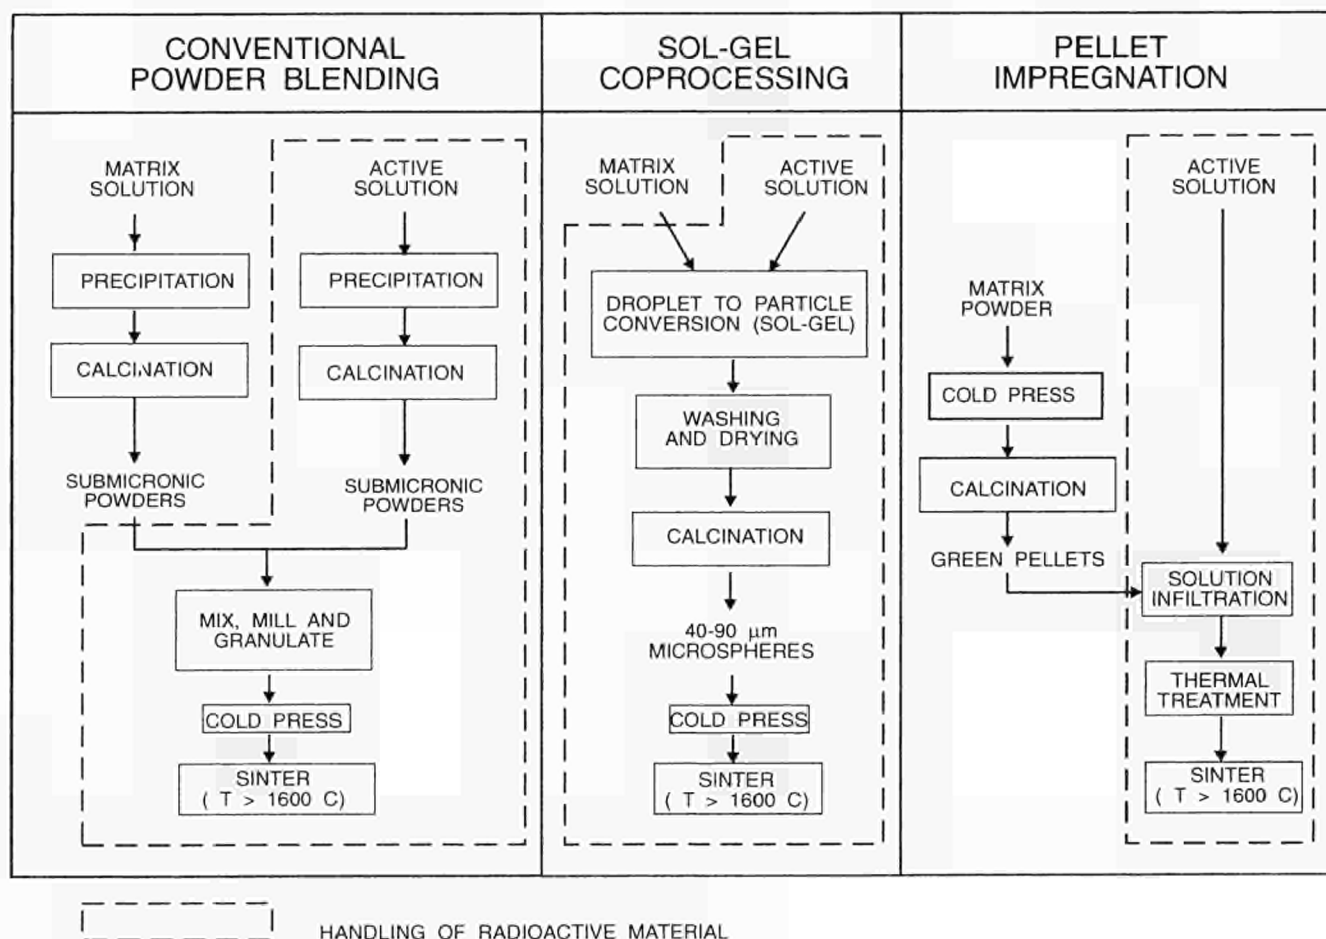 CONVENTIONAL
POWDER BLENDING
MATRIX
SOLUTION
ACTIVE
SOLUTION
PRECIPITATION
PRECIPITATION
CALCINATION
CALCINATION
SUBMICRONIC
POWDERS
SUBMICRONIC
POWDERS
MIX, MILL AND
GRANULATE
COLD PRESS
SINTER
( T > 1600 C)
SOL-GEL
COPROCESSING
MATRIX
SOLUTION
ACTIVE
SOLUTION
DROPLET TO PARTICLE
CONVERSION (SOL-GEL)
WASHING
AND DRYING
CALCINATION
40-90 µm
MICROSPHERES
COLD PRESS
SINTER
( T > 1600 C)
PELLET
IMPREGNATION
ACTIVE
SOLUTION
MATRIX
POWDER
COLD PRESS
CALCINATION
GREEN PELLETS
SOLUTION
INFILTRATION
THERMAL
TREATMENT
SINTER
( T > 1600 C)
HANDLING OF RADIOACTIVE MATERIAL